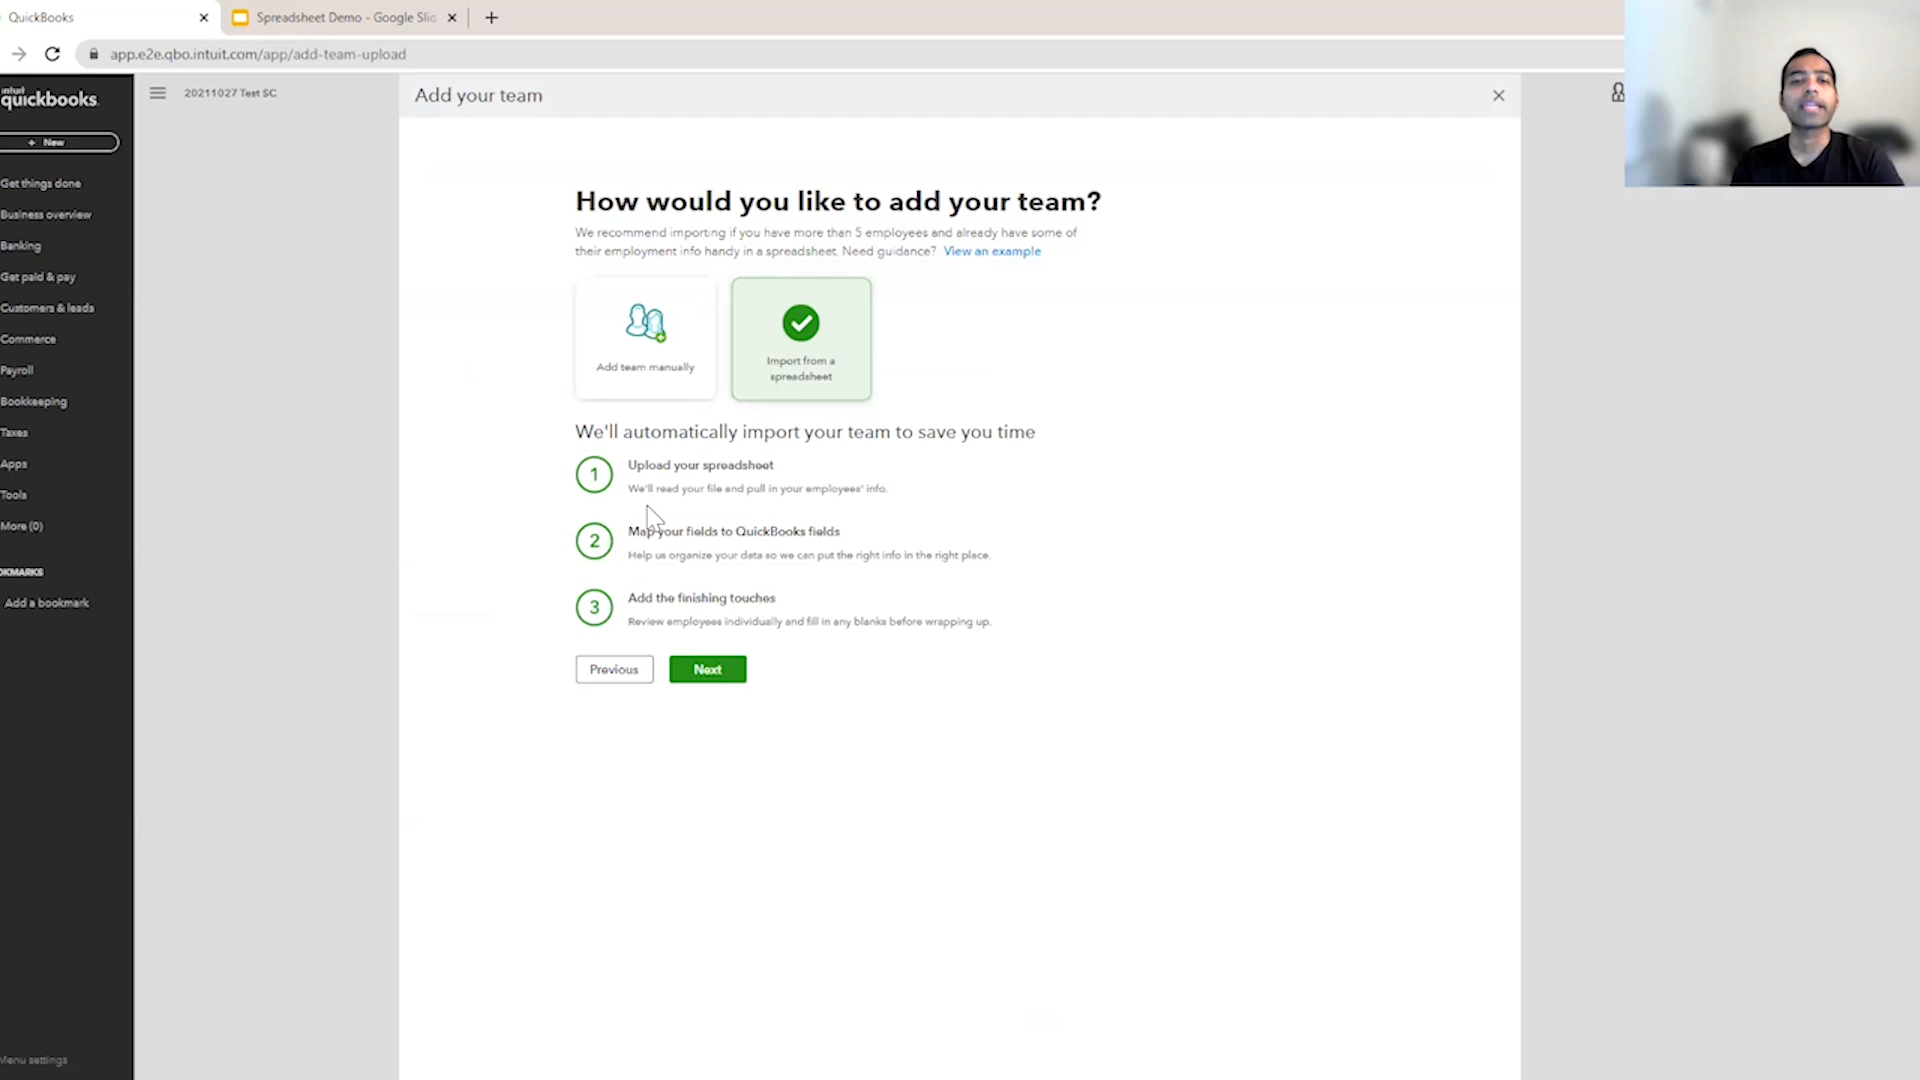 QuickBooks
Spreadsheet Demo - Google Slid
app.e2e.qbo.intuit.com/app/add-team-upload
intuit
quickbooks.
20211027 Test SC
Add your team
+ New
Get things done
Business overview
Banking
Get paid & pay
Customers & leads
Commerce
Payroll
Bookkeeping
Taxes
Apps
Tools
More (0)
OKMARKS
Add a bookmark
Menu settings
How would you like to add your team?
We recommend importing if you have more than 5 employees and already have some of
their employment info handy in a spreadsheet. Need guidance? View an example
Add team manually
Import from a
spreadsheet
We'll automatically import your team to save you time
1
Upload your spreadsheet
We'll read your file and pull in your employees' info.
2
Map your fields to QuickBooks fields
Help us organize your data so we can put the right info in the right place.
3
Add the finishing touches
Review employees individually and fill in any blanks before wrapping up.
Previous
Next